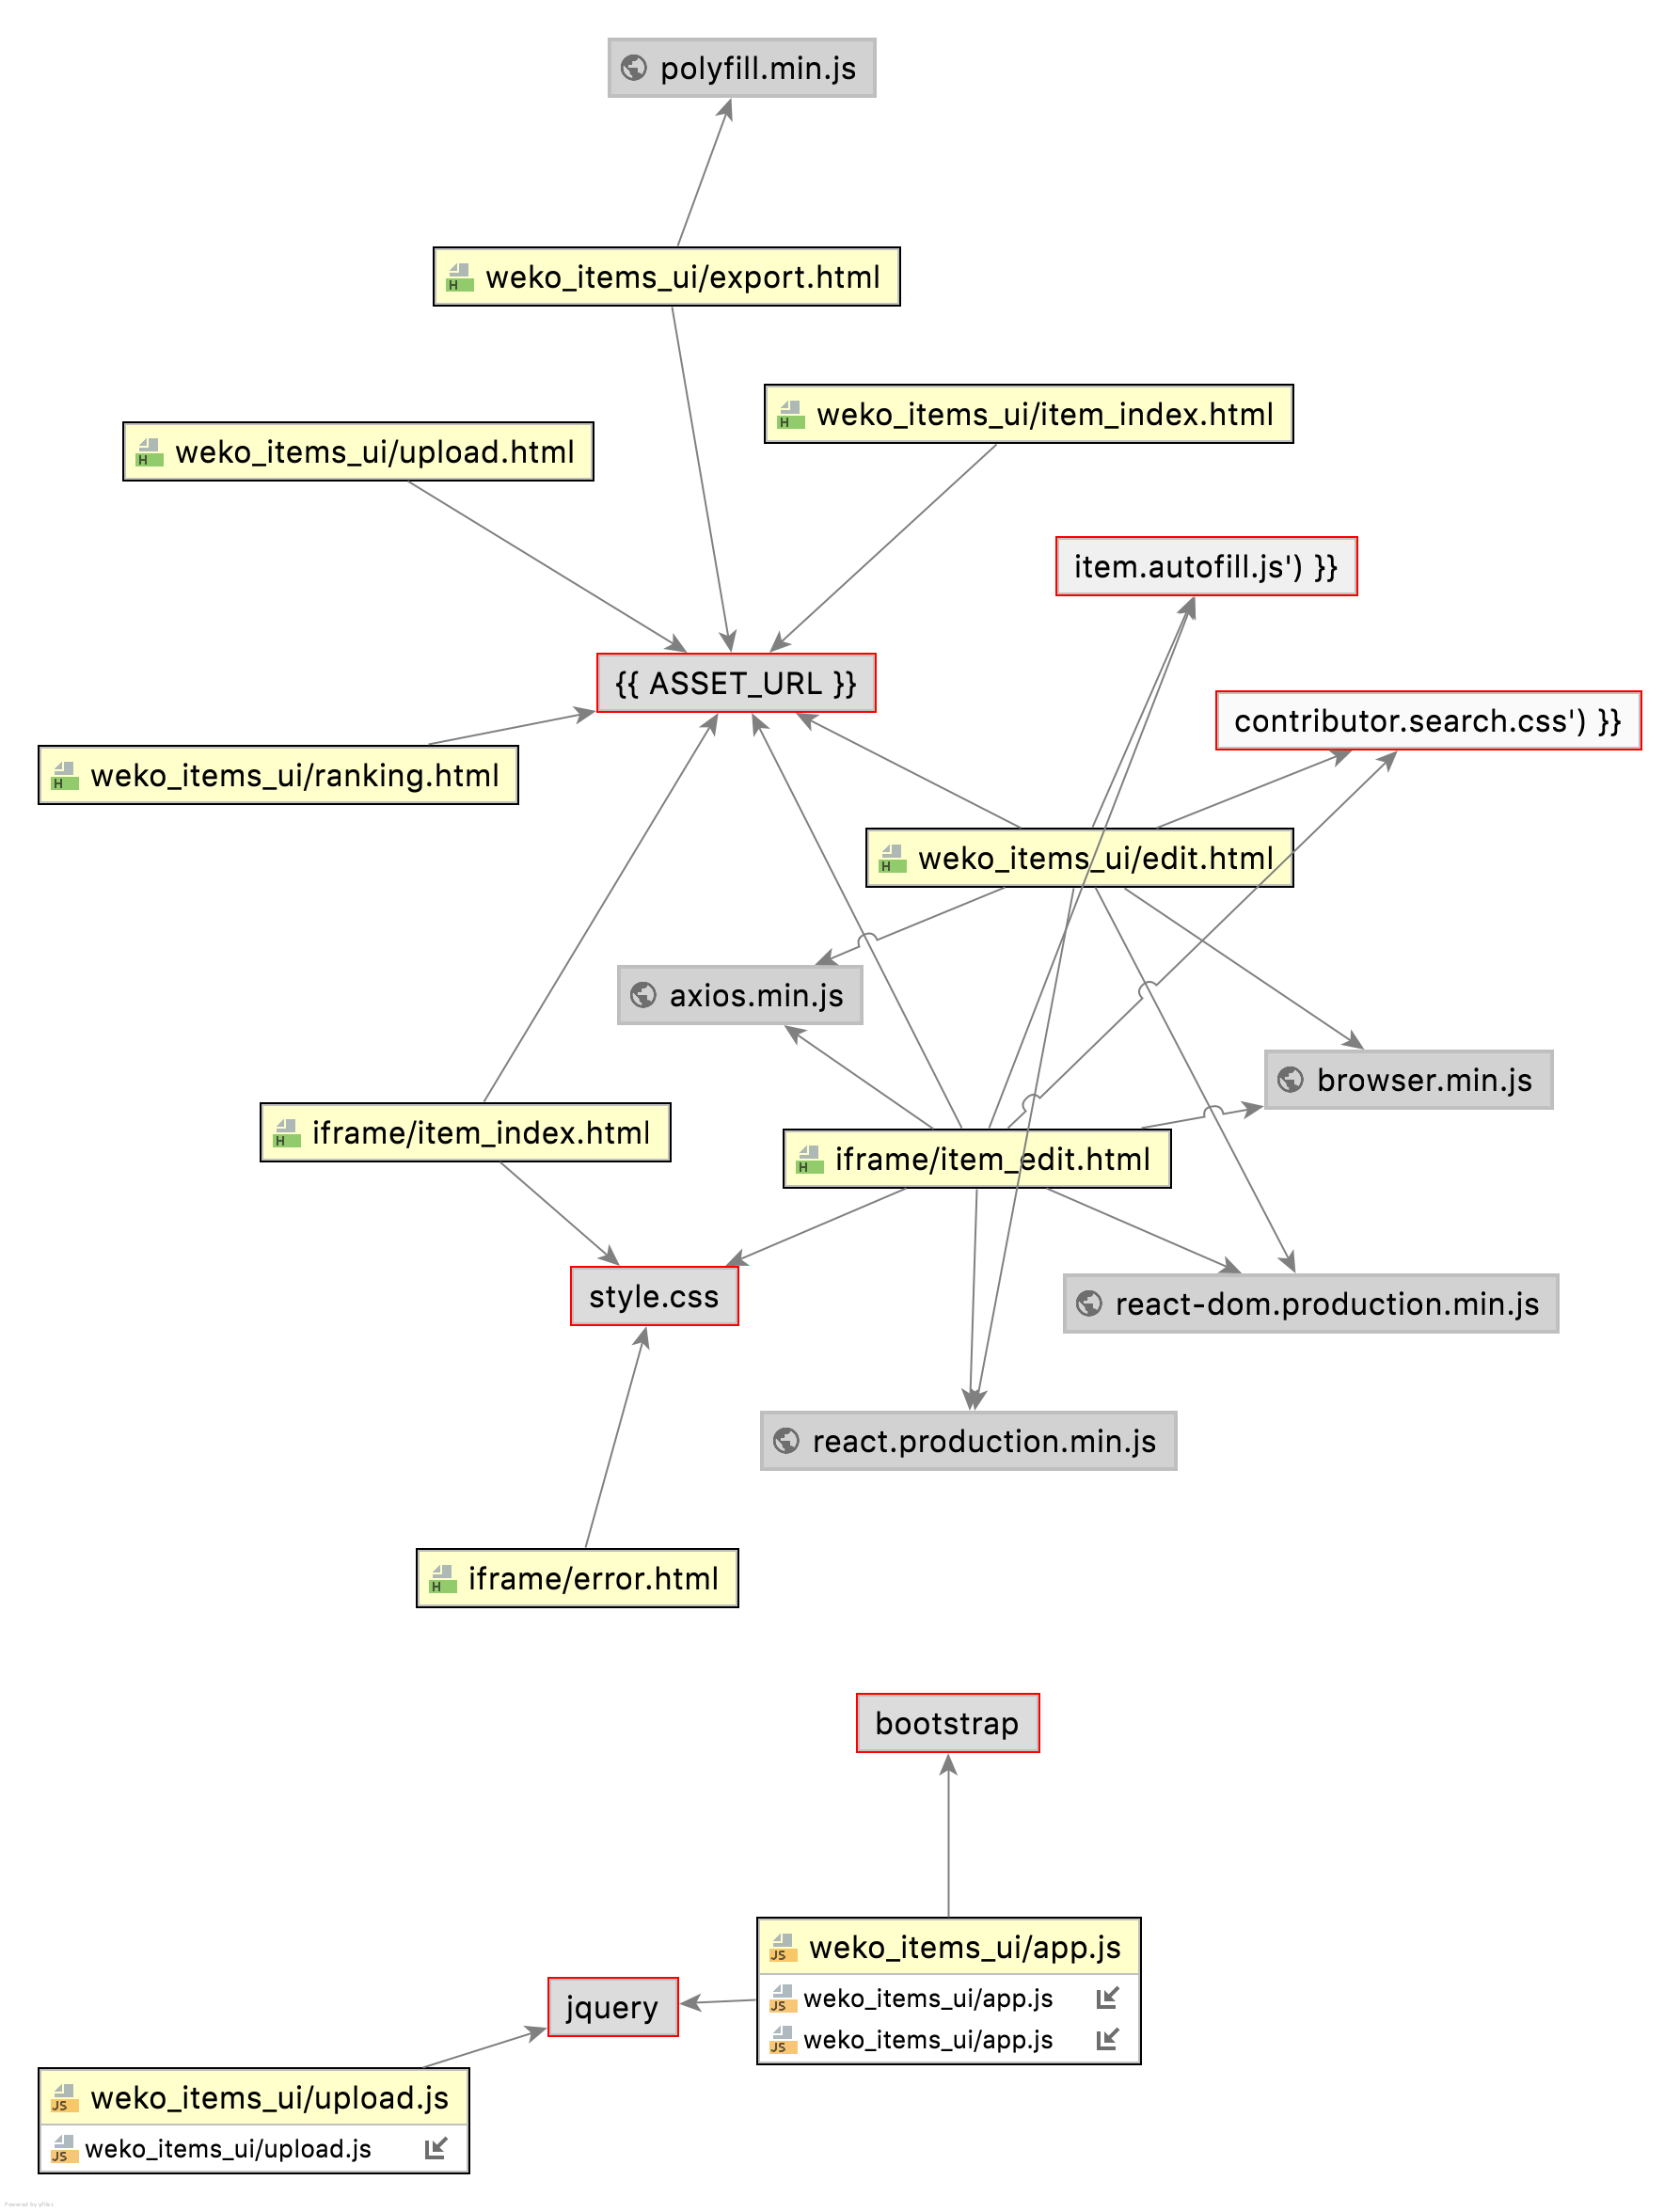 polyfill.min.js
weko_items_ui/export.html
weko_items_ui/item_index.html
weko_items_ui/upload.html
item.autofill.js') }}
{{ ASSET_URL }}
contributor.search.css') }}
weko_items_ui/ranking.html
weko_items_ui/edit.html
axios.min.js
browser.min.js
iframe/item_index.html
iframe/item_edit.html
style.css
react-dom.production.min.js
react.production.min.js
iframe/error.html
bootstrap
weko_items_ui/app.js
weko_items_ui/app.js
weko_items_ui/app.js
jquery
weko_items_ui/upload.js
weko_items_ui/upload.js
Powered by yFiles